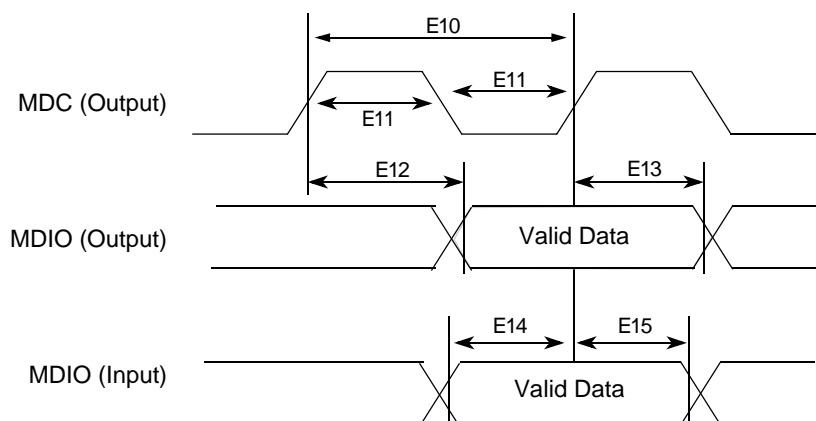 E10
MDC (Output)
E11
E11
E12
E13
MDIO (Output)
Valid Data
E14
E15
MDIO (Input)
Valid Data